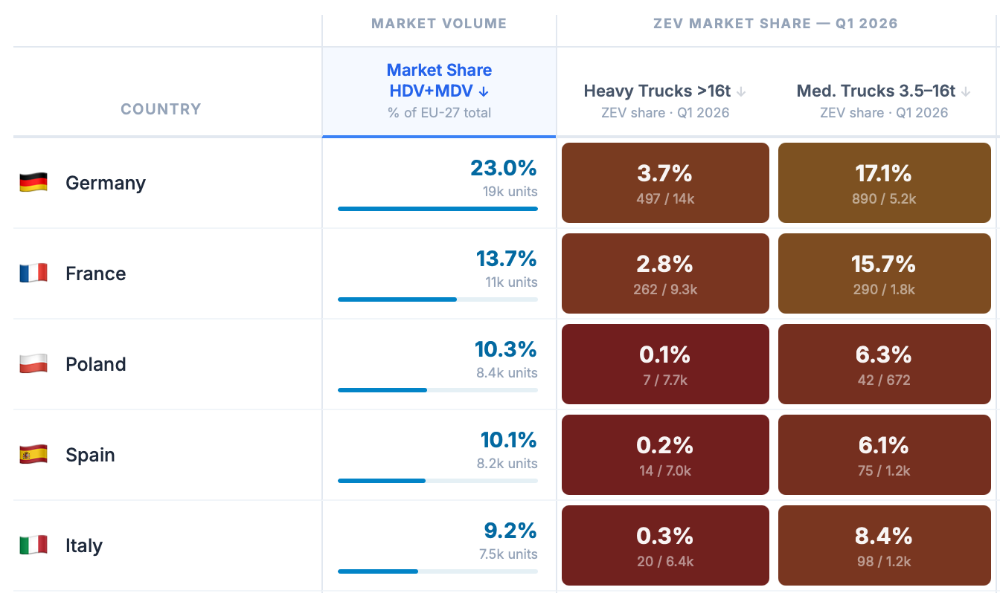 MARKET VOLUME
ZEV MARKET SHARE — Q1 2026
COUNTRY
Market Share
HDV+MDV ↓
% of EU-27 total
Heavy Trucks >16t ↓
ZEV share · Q1 2026
Med. Trucks 3.5–16t ↓
ZEV share · Q1 2026
Germany
23.0%
19k units
3.7%
497 / 14k
17.1%
890 / 5.2k
France
13.7%
11k units
2.8%
262 / 9.3k
15.7%
290 / 1.8k
Poland
10.3%
8.4k units
0.1%
7 / 7.7k
6.3%
42 / 672
Spain
10.1%
8.2k units
0.2%
14 / 7.0k
6.1%
75 / 1.2k
Italy
9.2%
7.5k units
0.3%
20 / 6.4k
8.4%
98 / 1.2k